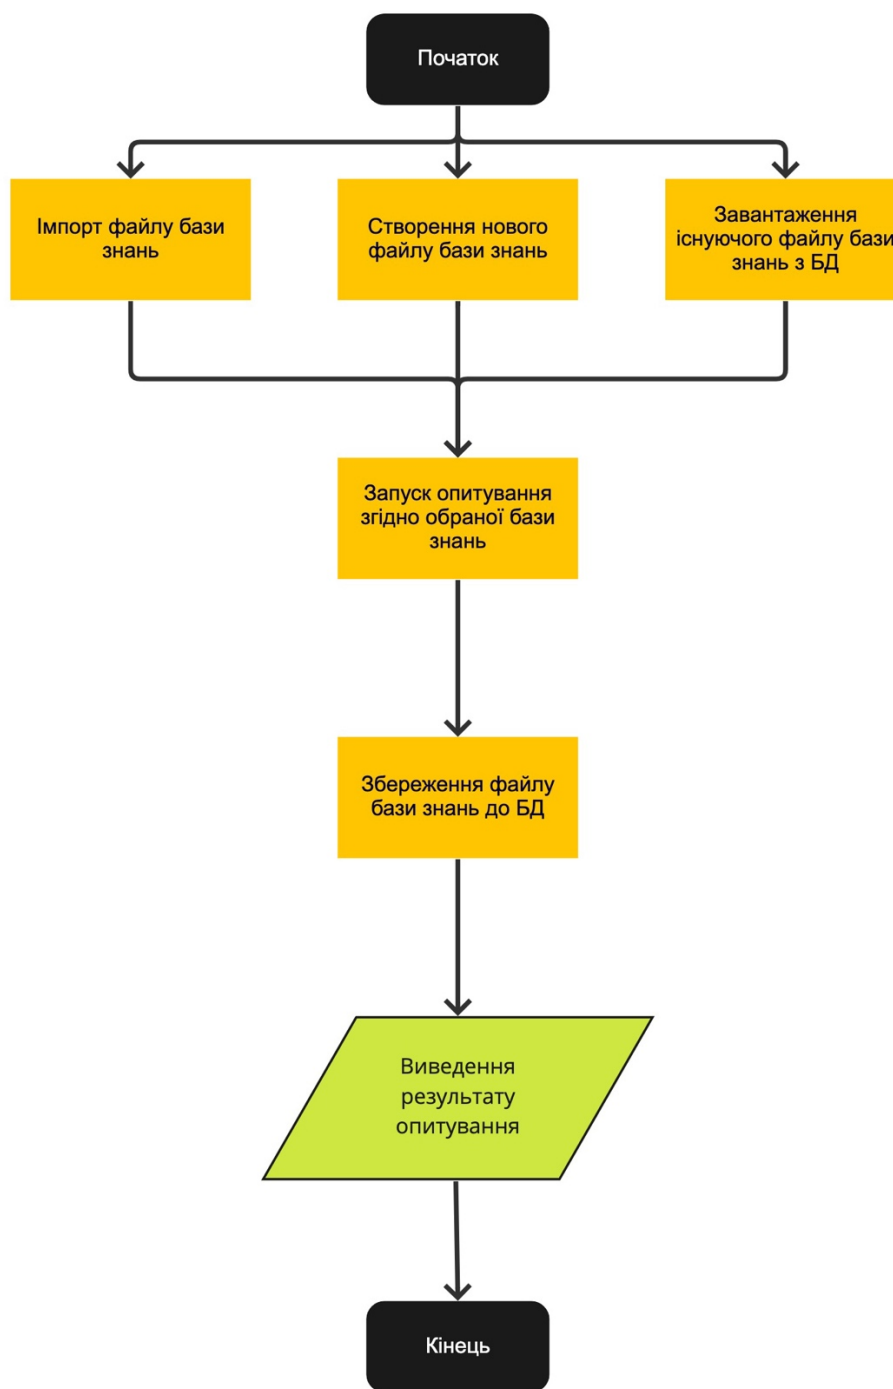 Початок
Імпорт файлу бази
знань
Створення нового
файлу бази знань
Завантаження
існуючого файлу бази
знань з БД
Запуск опитування
згідно обраної бази
знань
Збереження файлу
бази знань до БД
Виведення
результату
опитування
Кінець